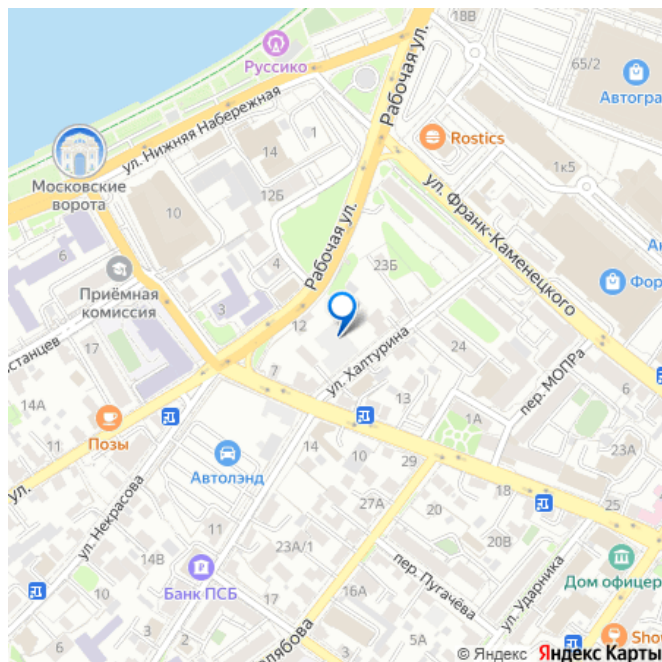 18В
65/2
Руссико
Рабочая ул.
Автогра
ул. Нижняя Набережная
Rostics
1
14
Московские
ворота
12Б
1к5
10
ул. Франк-Каменецкого
6
Рабочая ул.
23Б
4
Приёмная
комиссия
3
Фор
12
станцев
17
ул. Халтурина
24
7
пер. МОПРа
6
14А
13
1А
Позы
11
14
10
29
23А
Автолэнд
ул.
18
25
27А
ул. Некрасова
11
20
23А/1
20В
14В
пер. Пугачёва
Дом офицер
Банк ПСБ
ул. Ударника
16А
3
3
2
1
2
лябова
Sho
© Яндекс Яндекс Карты